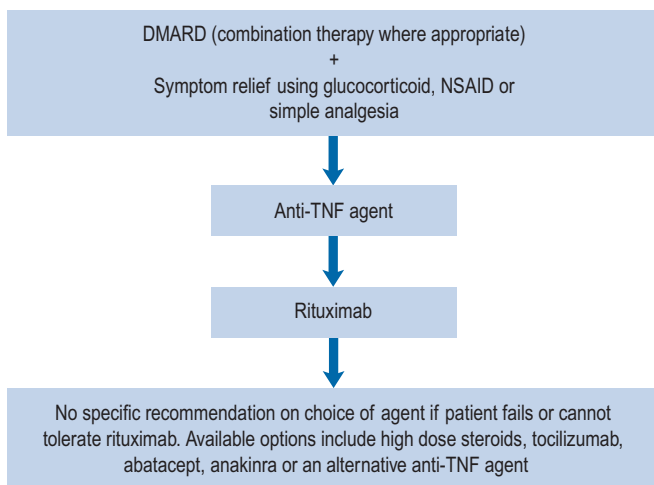 DMARD (combination therapy where appropriate)
+
Symptom relief using glucocorticoid, NSAID or
simple analgesia
Anti-TNF agent
Rituximab
No specific recommendation on choice of agent if patient fails or cannot
tolerate rituximab. Available options include high dose steroids, tocilizumab,
abatacept, anakinra or an alternative anti-TNF agent